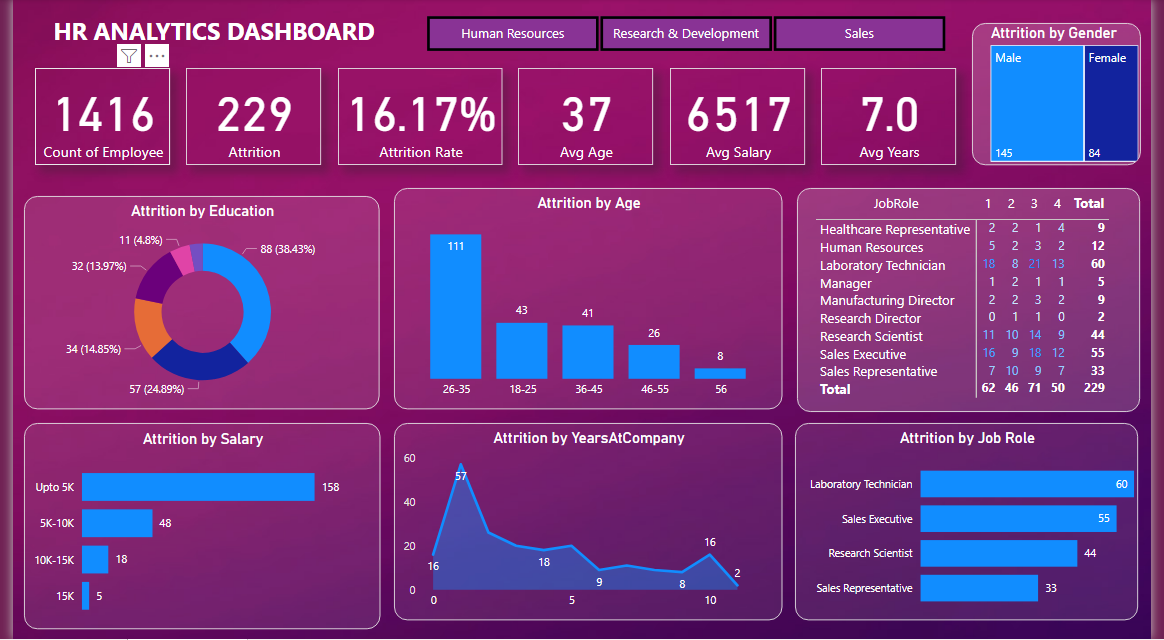 HR ANALYTICS DASHBOARD
Human Resources
Research & Development
Sales
1416
Count of Employee
229
Attrition
16.17%
Attrition Rate
37
Avg Age
6517
Avg Salary
7.0
Avg Years
Attrition by Gender
Male
Female
145
84
Attrition by Education
11 (4.8%)
88 (38.43%)
32 (13.97%)
34 (14.85%)
57 (24.89%)
Attrition by Age
111
43
41
26
8
26-35 18-25 36-45 46-55 56
JobRole 1 2 3 4 Total
Healthcare Representative 2 2 1 4 9
Human Resources 5 2 3 2 12
Laboratory Technician 18 8 21 13 60
Manager 1 2 1 1 5
Manufacturing Director 2 2 3 2 9
Research Director 0 1 1 0 2
Research Scientist 11 10 14 9 44
Sales Executive 16 9 18 12 55
Sales Representative 7 10 9 7 33
Total 62 46 71 50 229
Attrition by Salary
Upto 5K 158
5K-10K 48
10K-15K 18
15K 5
Attrition by YearsAtCompany
60
57
40
20
16
18
9
8
16
2
0
0 5 10
Attrition by Job Role
Laboratory Technician 60
Sales Executive 55
Research Scientist 44
Sales Representative 33